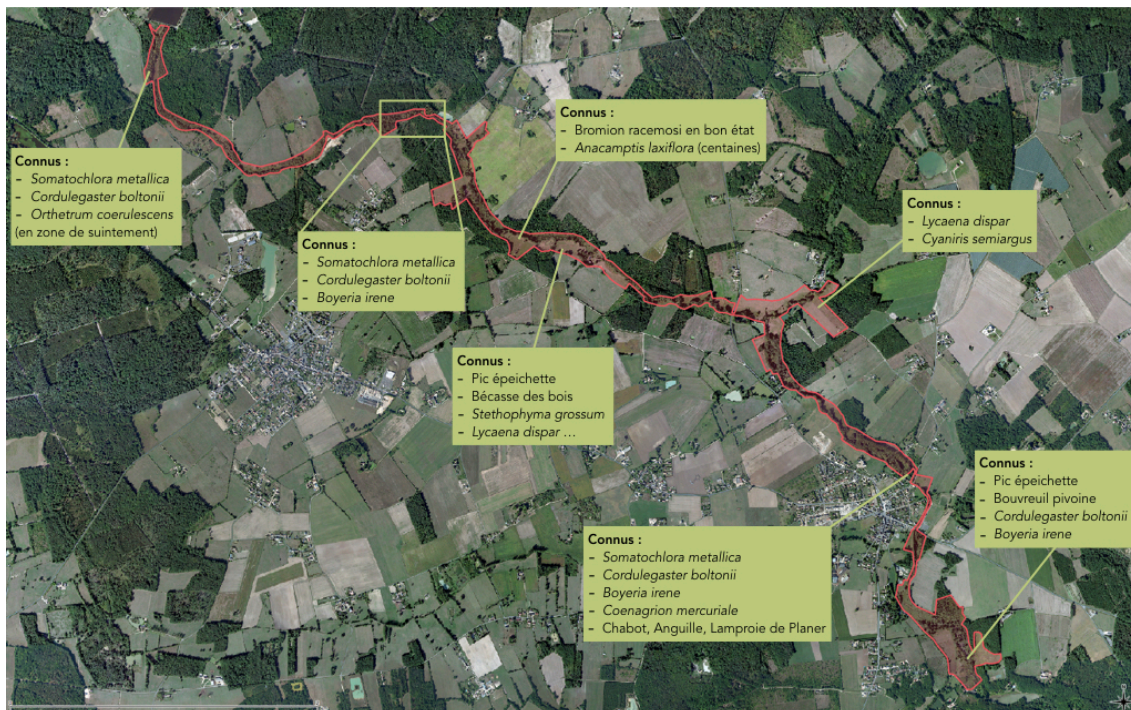 Connus :
- Somatochlora metallica
- Cordulegaster boltonii
- Orthetrum coerulescens
(en zone de suintement)
Connus :
- Somatochlora metallica
- Cordulegaster boltonii
- Boyeria irene
Connus :
- Bromion racemosi en bon état
- Anacamptis laxiflora (centaines)
Connus :
- Pic épeichette
- Bécasse des bois
- Stethophyma grossum
- Lycaena dispar ...
Connus :
- Lycaena dispar
- Cyaniris semiargus
Connus :
- Somatochlora metallica
- Cordulegaster boltonii
- Boyeria irene
- Coenagrion mercuriale
- Chabot, Anguille, Lamproie de Planer
Connus :
- Pic épeichette
- Bouvreuil pivoine
- Cordulegaster boltonii
- Boyeria irene